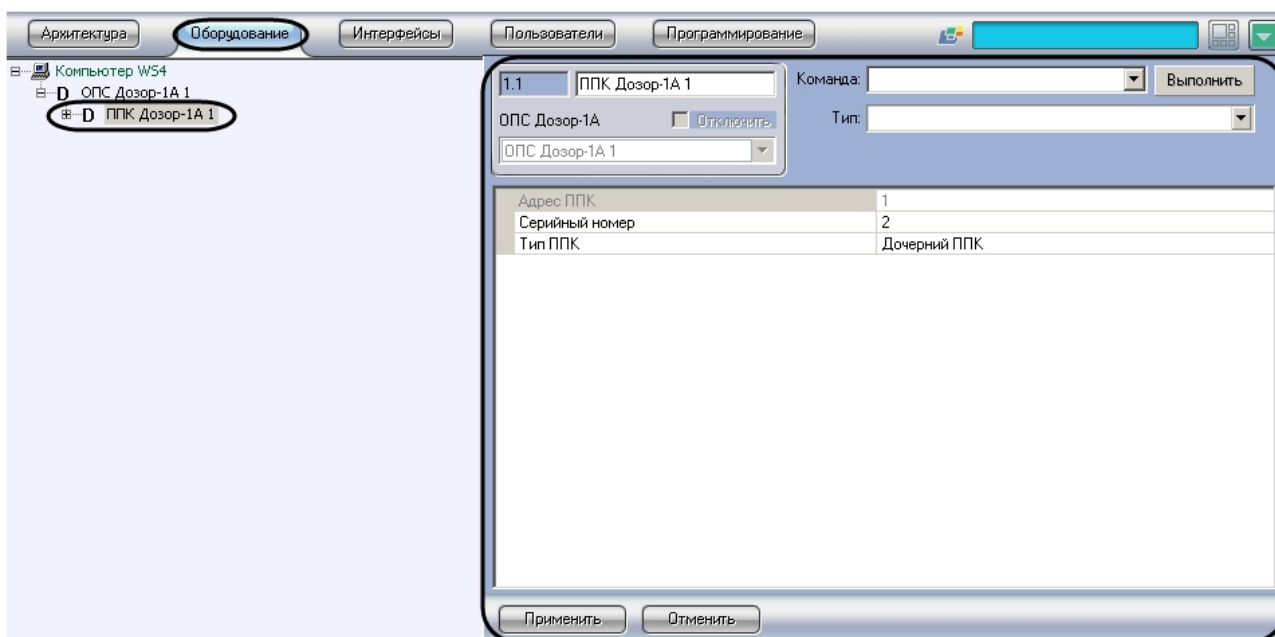 Архитектура Оборудование Интерфейсы Пользователи Программирование
Компьютер WS4
ОПС Дозор-1А 1
ППК Дозор-1А 1
1.1 ППК Дозор-1А 1
Команда: Выполнить
ОПС Дозор-1А Отключить
Тип:
ОПС Дозор-1А 1
Адрес ППК 1
Серийный номер 2
Тип ППК Дочерний ППК
Применить Отменить